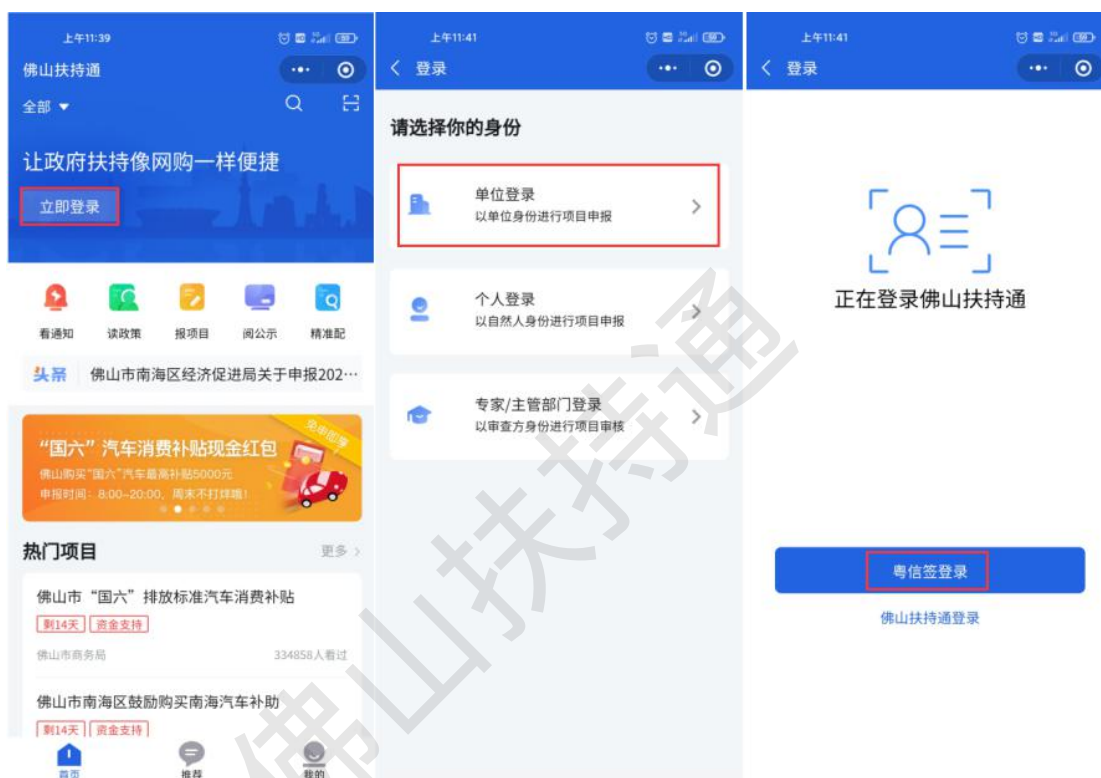 上午11:39
佛山扶持通
全部
让政府扶持像网购一样便捷
立即登录
看通知 读政策 报项目 阅公示 精准配
头条 佛山市南海区经济促进局关于申报202…
免申即享
“国六”汽车消费补贴现金红包
佛山购买“国六”汽车最高补贴5000元
申报时间：8:00-20:00，周末不打烊哦！
热门项目 更多
佛山市“国六”排放标准汽车消费补贴
剩14天 资金支持
佛山市商务局 334858人看过
佛山市南海区鼓励购买南海汽车补助
剩14天 资金支持
首页 推荐 我的
上午11:41
登录
请选择你的身份
单位登录
以单位身份进行项目申报
个人登录
以自然人身份进行项目申报
专家/主管部门登录
以审查方身份进行项目审核
上午11:41
登录
正在登录佛山扶持通
粤信签登录
佛山扶持通登录
佛山扶持通